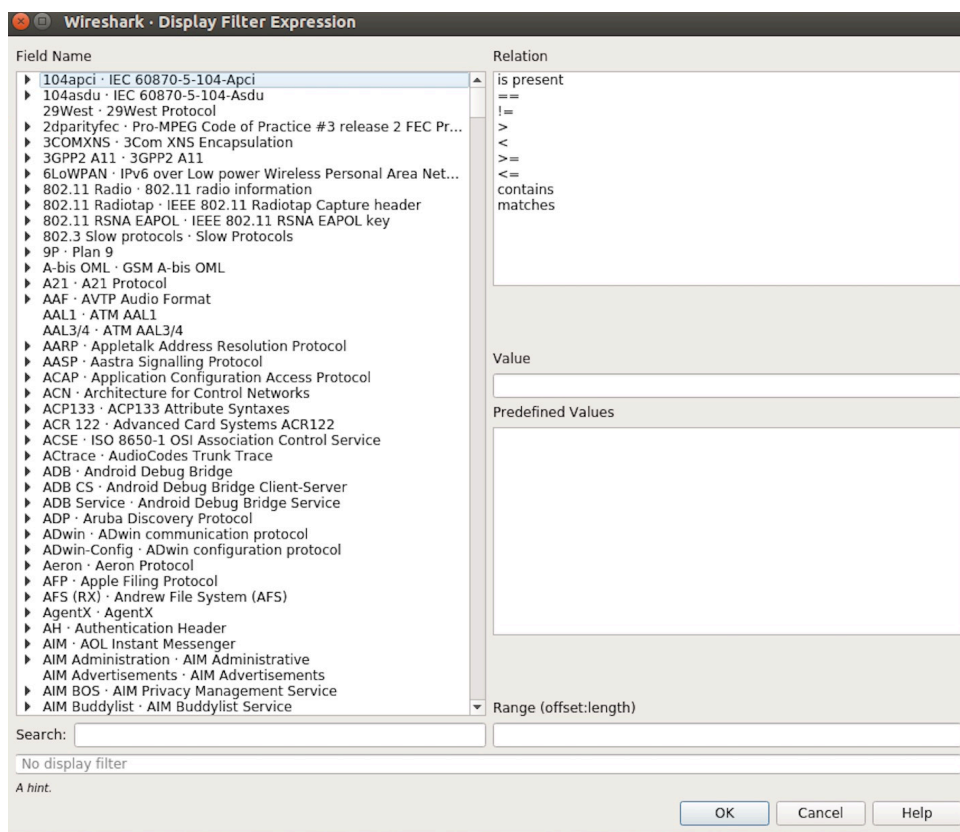 Wireshark · Display Filter Expression
Field Name
104apci · IEC 60870-5-104-Apci
104asdu · IEC 60870-5-104-Asdu
29West · 29West Protocol
2dparityfec · Pro-MPEG Code of Practice #3 release 2 FEC Pr...
3COMXNS · 3Com XNS Encapsulation
3GPP2 A11 · 3GPP2 A11
6LoWPAN · IPv6 over Low power Wireless Personal Area Net...
802.11 Radio · 802.11 radio information
802.11 Radiotap · IEEE 802.11 Radiotap Capture header
802.11 RSNA EAPOL · IEEE 802.11 RSNA EAPOL key
802.3 Slow protocols · Slow Protocols
9P · Plan 9
A-bis OML · GSM A-bis OML
A21 · A21 Protocol
AAF · AVTP Audio Format
AAL1 · ATM AAL1
AAL3/4 · ATM AAL3/4
AARP · Appletalk Address Resolution Protocol
AASP · Aastra Signalling Protocol
ACAP · Application Configuration Access Protocol
ACN · Architecture for Control Networks
ACP133 · ACP133 Attribute Syntaxes
ACR 122 · Advanced Card Systems ACR122
ACSE · ISO 8650-1 OSI Association Control Service
ACtrace · AudioCodes Trunk Trace
ADB · Android Debug Bridge
ADB CS · Android Debug Bridge Client-Server
ADB Service · Android Debug Bridge Service
ADP · Aruba Discovery Protocol
ADwin · ADwin communication protocol
ADwin-Config · ADwin configuration protocol
Aeron · Aeron Protocol
AFP · Apple Filing Protocol
AFS (RX) · Andrew File System (AFS)
AgentX · AgentX
AH · Authentication Header
AIM · AOL Instant Messenger
AIM Administration · AIM Administrative
AIM Advertisements · AIM Advertisements
AIM BOS · AIM Privacy Management Service
AIM Buddylist · AIM Buddylist Service
Search:
Relation
is present
==
!=
>
<
>=
<=
contains
matches
Value
Predefined Values
Range (offset:length)
No display filter
A hint.
OK
Cancel
Help